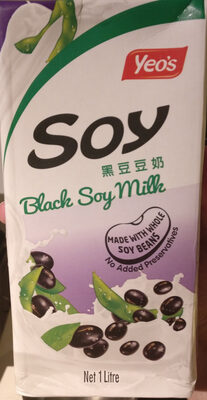 Yeo's
Soy
黑豆豆奶
Black Soy Milk
MADE WITH WHOLE
SOY BEANS
No Added Preservatives
Net 1 Litre